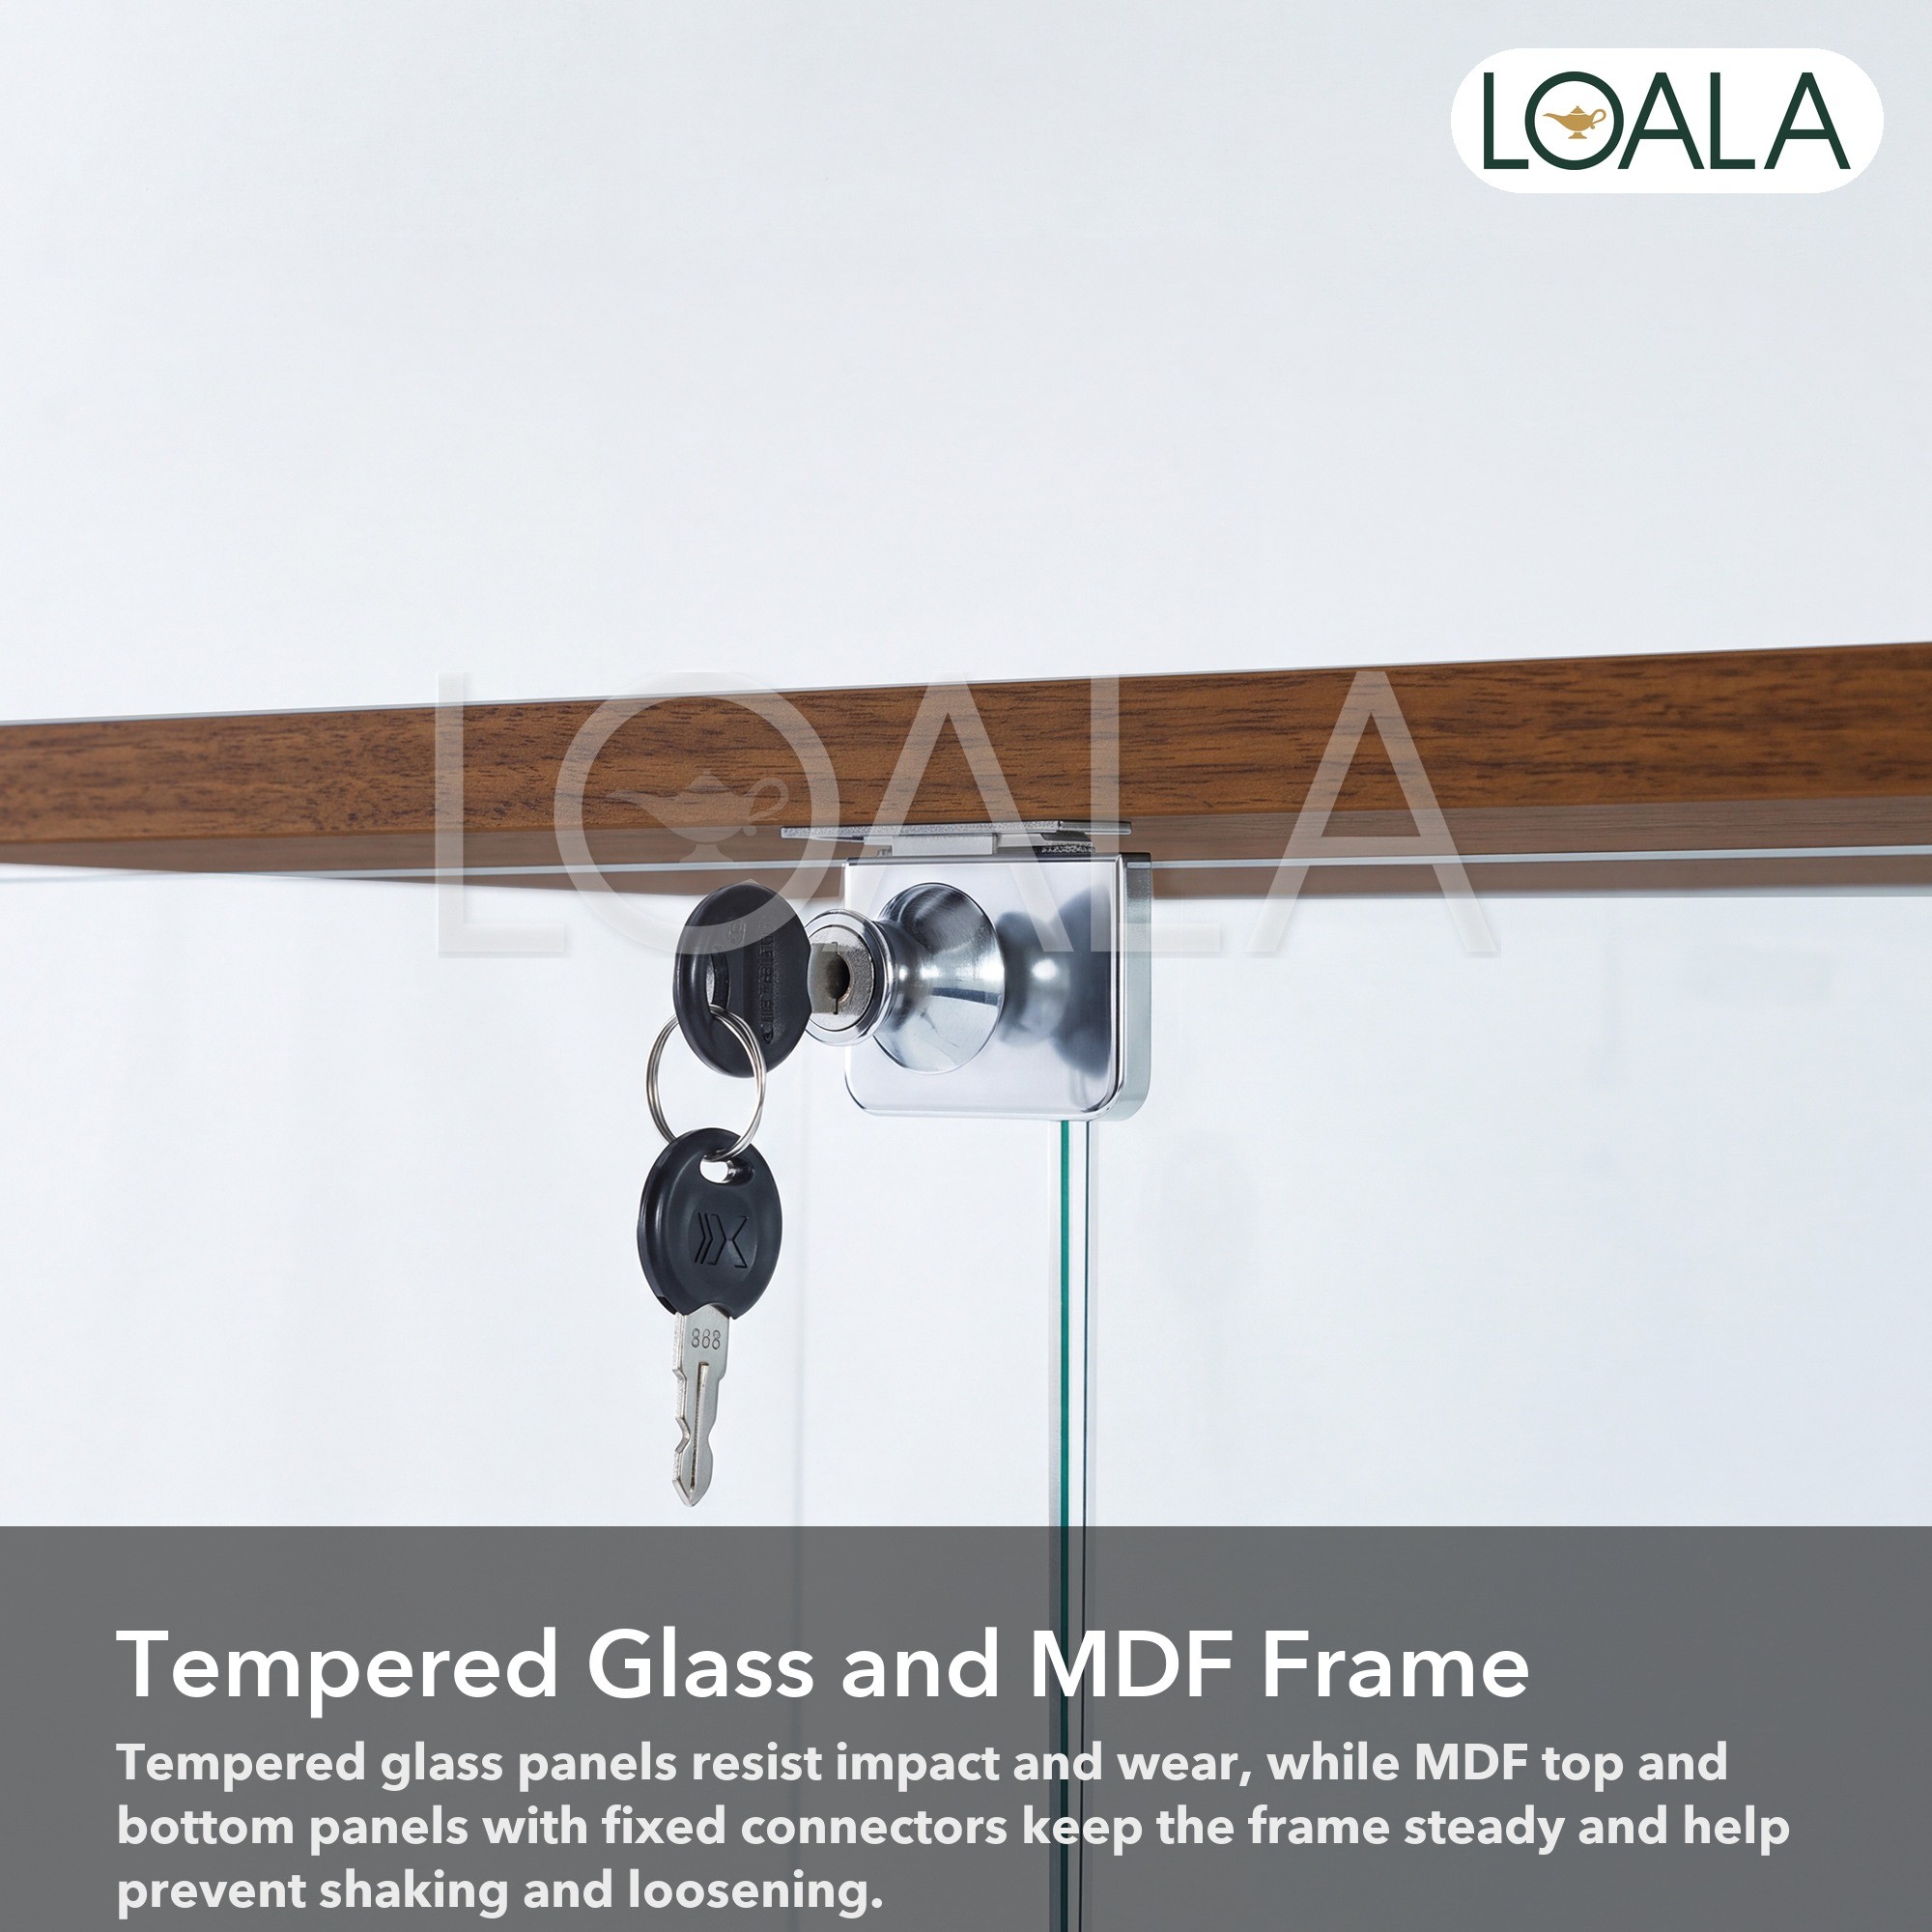 LOALA
LOALA
868
Tempered Glass and MDF Frame
Tempered glass panels resist impact and wear, while MDF top and
bottom panels with fixed connectors keep the frame steady and help
prevent shaking and loosening.